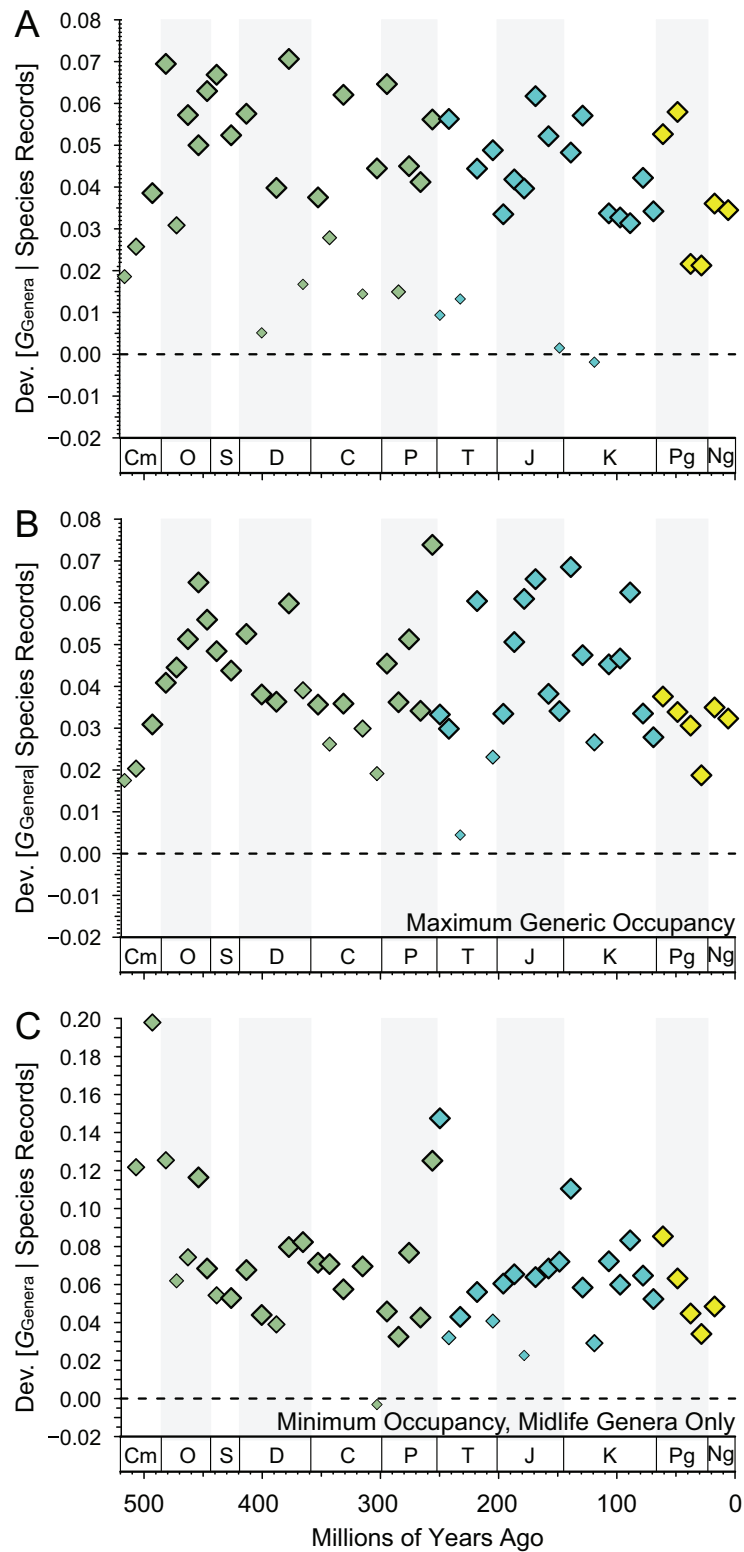 A
Dev. [GGenera | Species Records]
0.08
0.07
0.06
0.05
0.04
0.03
0.02
0.01
0.00
−0.01
−0.02
Cm O S D C P T J K Pg Ng
B
Dev. [GGenera| Species Records]
0.08
0.07
0.06
0.05
0.04
0.03
0.02
0.01
0.00
−0.01
−0.02
Maximum Generic Occupancy
Cm O S D C P T J K Pg Ng
C
Dev. [GGenera | Species Records]
0.20
0.18
0.16
0.14
0.12
0.10
0.08
0.06
0.04
0.02
0.00
−0.02
Minimum Occupancy, Midlife Genera Only
Cm O S D C P T J K Pg Ng
500 400 300 200 100 0
Millions of Years Ago